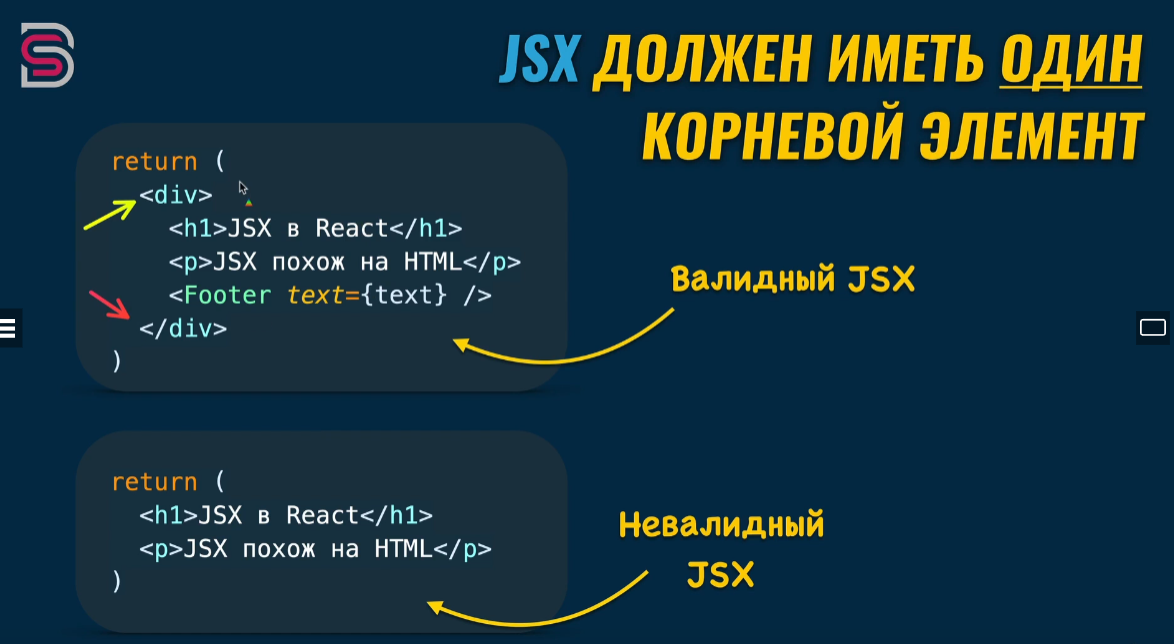 JSX ДОЛЖЕН ИМЕТЬ ОДИН
КОРНЕВОЙ ЭЛЕМЕНТ
return (
<div>
<h1>JSX в React</h1>
<p>JSX похож на HTML</p>
<Footer text={text} />
</div>
)
Валидный JSX
return (
<h1>JSX в React</h1>
<p>JSX похож на HTML</p>
)
Невалидный
JSX